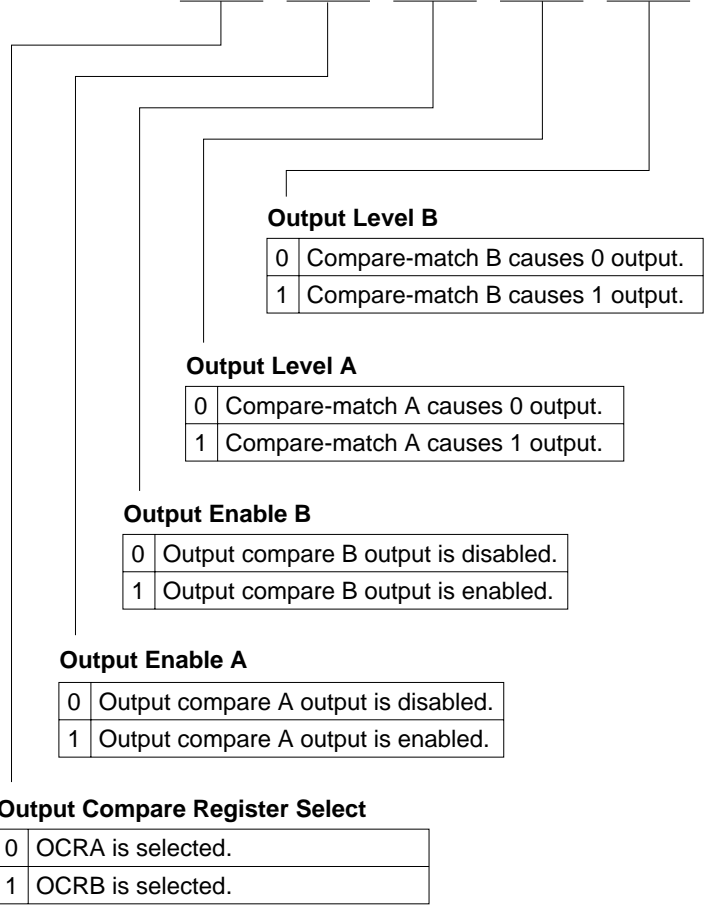 Output Level B
0 Compare-match B causes 0 output.
1 Compare-match B causes 1 output.
Output Level A
0 Compare-match A causes 0 output.
1 Compare-match A causes 1 output.
Output Enable B
0 Output compare B output is disabled.
1 Output compare B output is enabled.
Output Enable A
0 Output compare A output is disabled.
1 Output compare A output is enabled.
Output Compare Register Select
0 OCRA is selected.
1 OCRB is selected.